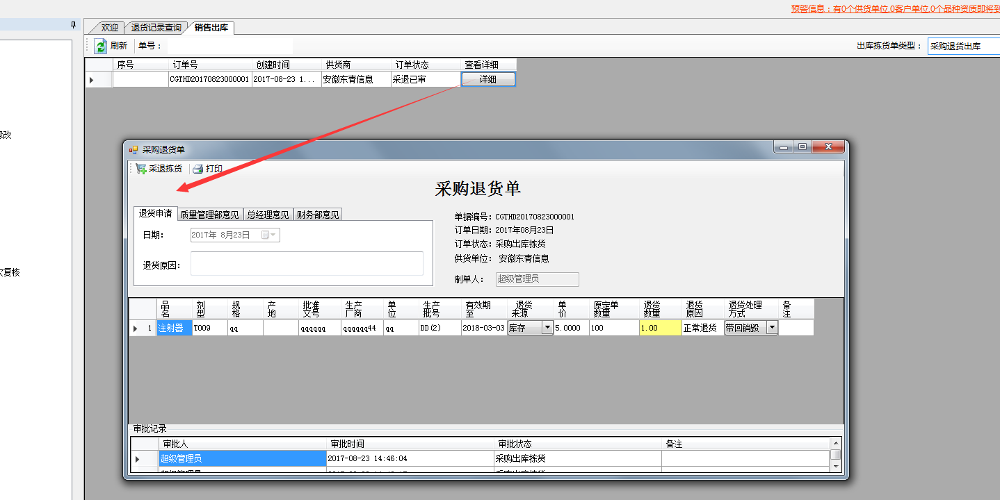 预警信息：有0个供货单位,0客户单位,0个品种资质即将到
欢迎 退货记录查询 销售出库
刷新 单号： 出库拣货单类型： 采购退货出库
序号 订单号 创建时间 供货商 订单状态 查看详细
CGTHD20170823000001 2017-08-23 1... 安徽东青信息 采退已审 详细
修改
采购退货单
采退拣货 打印
采购退货单
退货申请 质量管理部意见 总经理意见 财务部意见
日期： 2017年 8月23日
退货原因：
单据编号：CGTHD20170823000001
订单日期：2017年08月23日
订单状态：采购出库拣货
供货单位： 安徽东青信息
制单人： 超级管理员
复核
品名 剂型 规格 产地 批准文号 生产厂商 单位 生产批号 有效期至 退货来源 单价 原定单数量 退货数量 退货原因 退货处理方式 备注
1 注射器 T009 qq qqqqqq qqqqqq44 qq DD(2) 2018-03-03 库存 5.0000 100 1.00 正常退货 带回销毁
审批记录
审批人 审批时间 审批状态 备注
超级管理员 2017-08-23 14:46:04 采购出库拣货